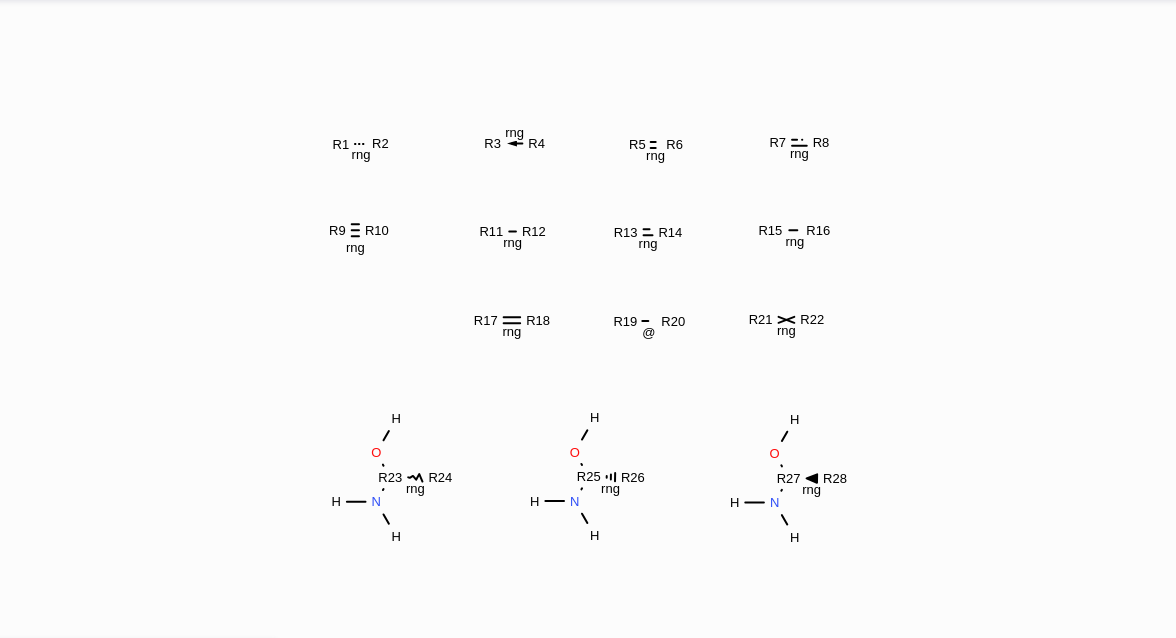 R1 R2
rng
rng
R3 R4
R5 R6
rng
R7 R8
rng
R9 R10
rng
R11 R12
rng
R13 R14
rng
R15 R16
rng
R17 R18
rng
R19 R20
@
R21 R22
rng
H
O
R23 R24
rng
H N
H
H
O
R25 R26
rng
H N
H
H
O
R27 R28
rng
H N
H